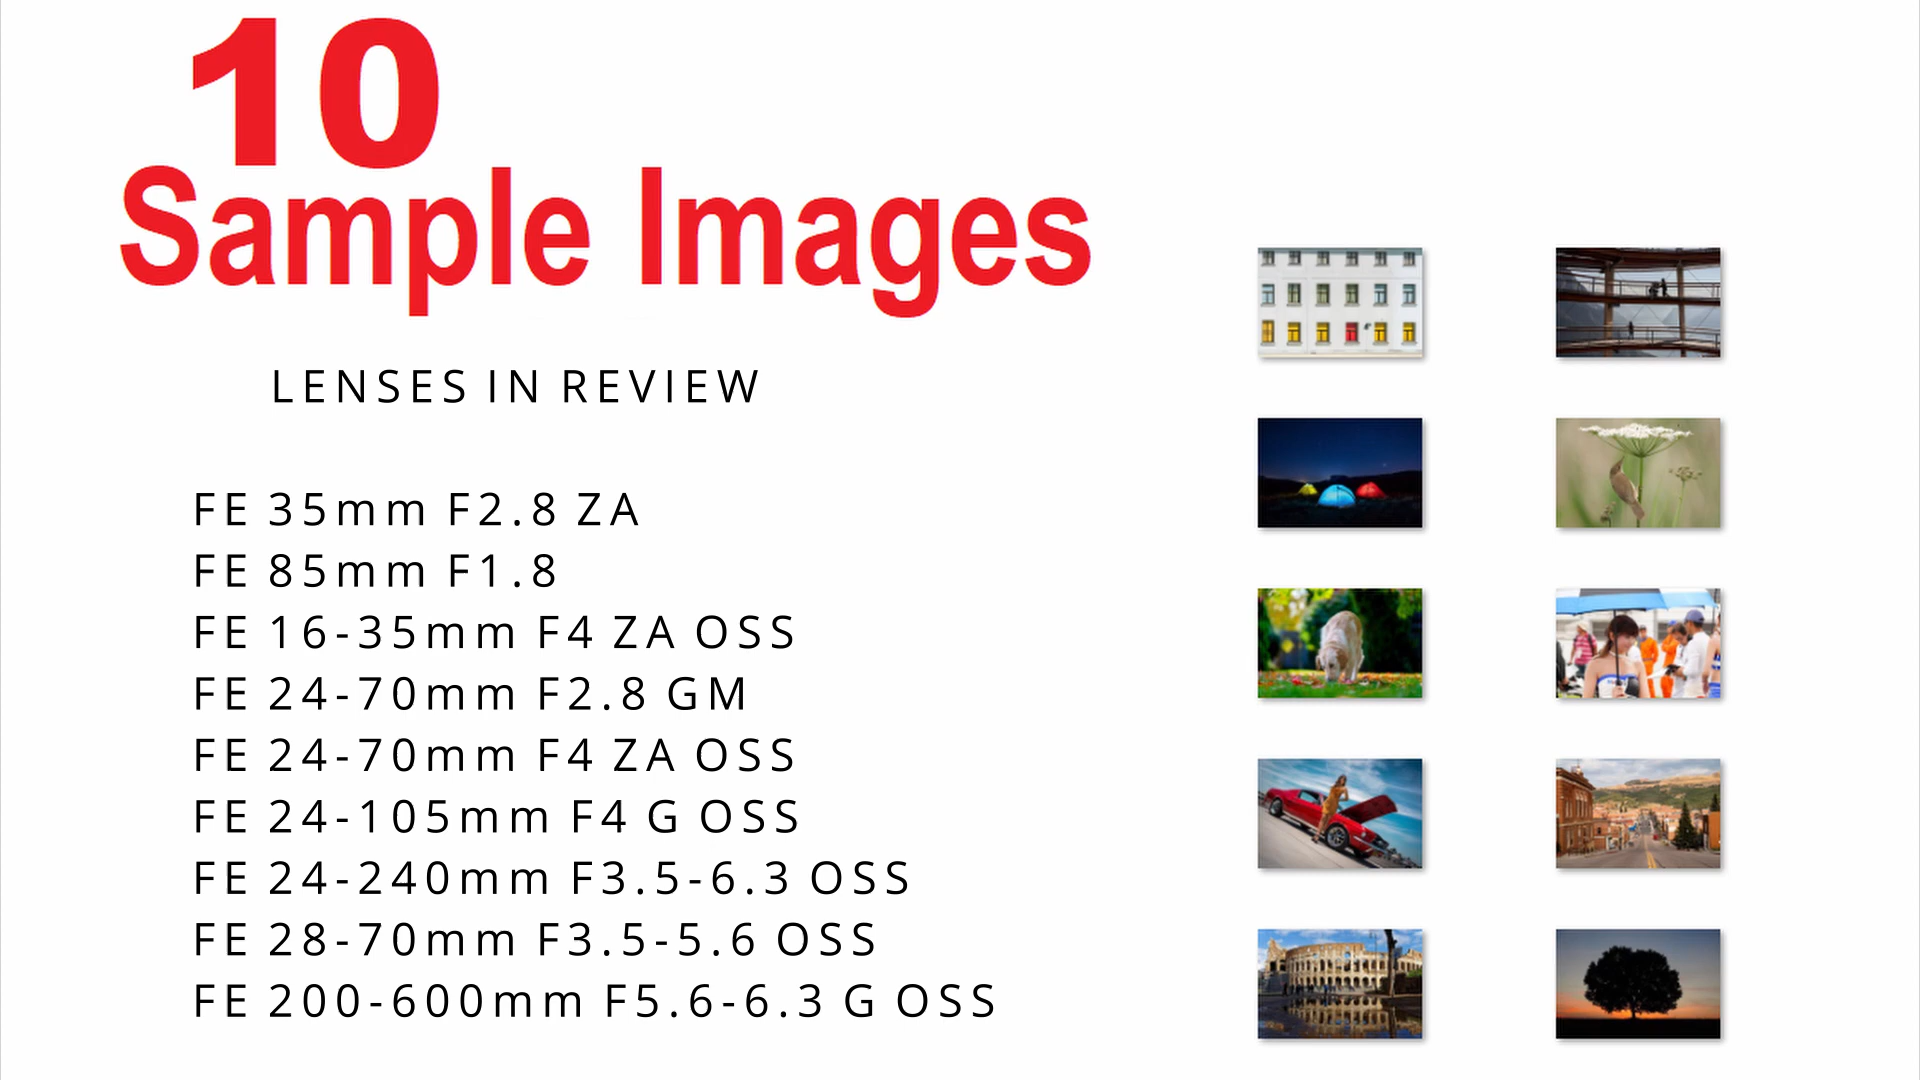 10
Sample Images
LENSES IN REVIEW
FE 35mm F2.8 ZA
FE 85mm F1.8
FE 16-35mm F4 ZA OSS
FE 24-70mm F2.8 GM
FE 24-70mm F4 ZA OSS
FE 24-105mm F4 G OSS
FE 24-240mm F3.5-6.3 OSS
FE 28-70mm F3.5-5.6 OSS
FE 200-600mm F5.6-6.3 G OSS